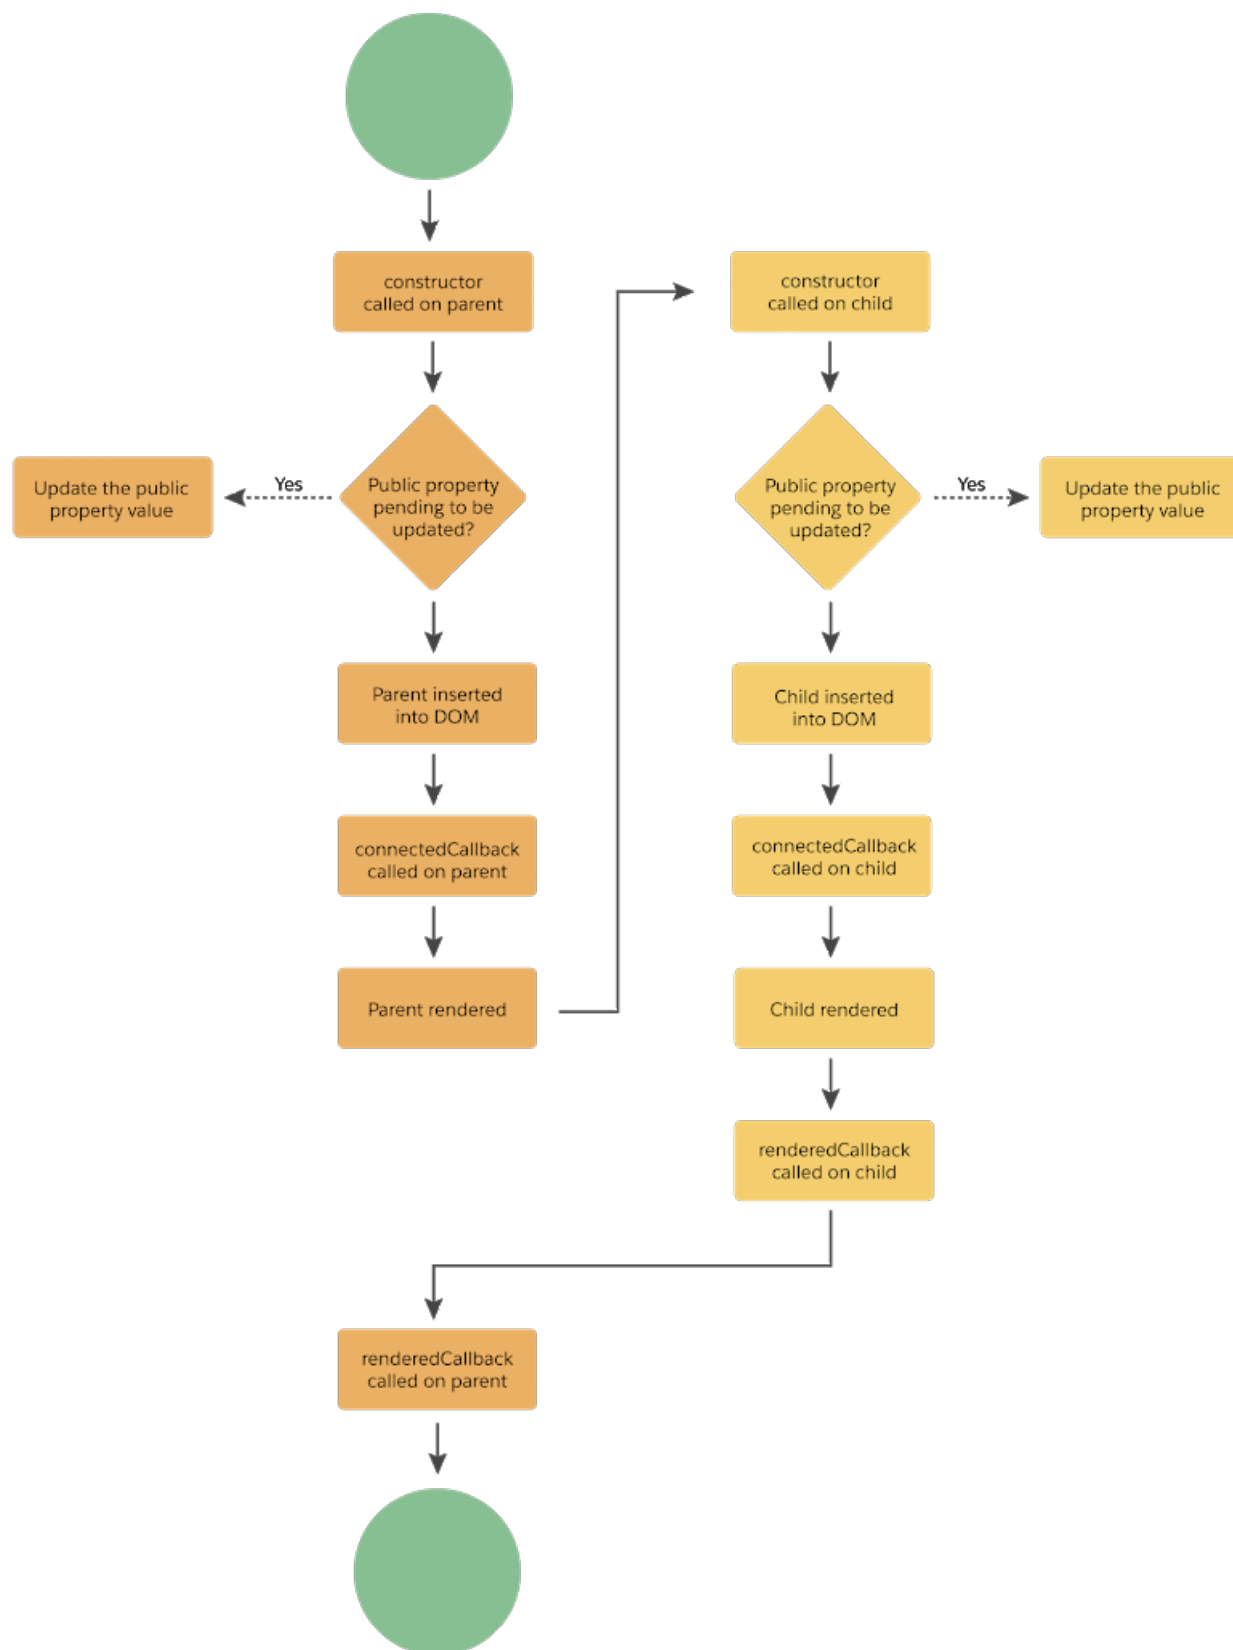 constructor
called on parent
Public property
pending to be
updated?
Yes
Update the public
property value
Parent inserted
into DOM
connectedCallback
called on parent
Parent rendered
constructor
called on child
Public property
pending to be
updated?
Yes
Update the public
property value
Child inserted
into DOM
connectedCallback
called on child
Child rendered
renderedCallback
called on child
renderedCallback
called on parent